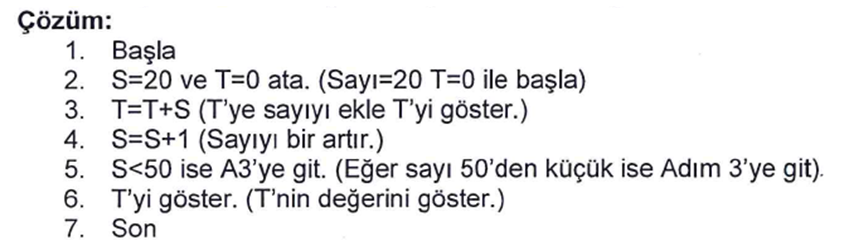 Çözüm:
1. Başla
2. S=20 ve T=0 ata. (Sayı=20 T=0 ile başla)
3. T=T+S (T'ye sayıyı ekle T'yi göster.)
4. S=S+1 (Sayıyı bir artır.)
5. S<50 ise A3'ye git. (Eğer sayı 50'den küçük ise Adım 3'ye git).
6. T'yi göster. (T'nin değerini göster.)
7. Son